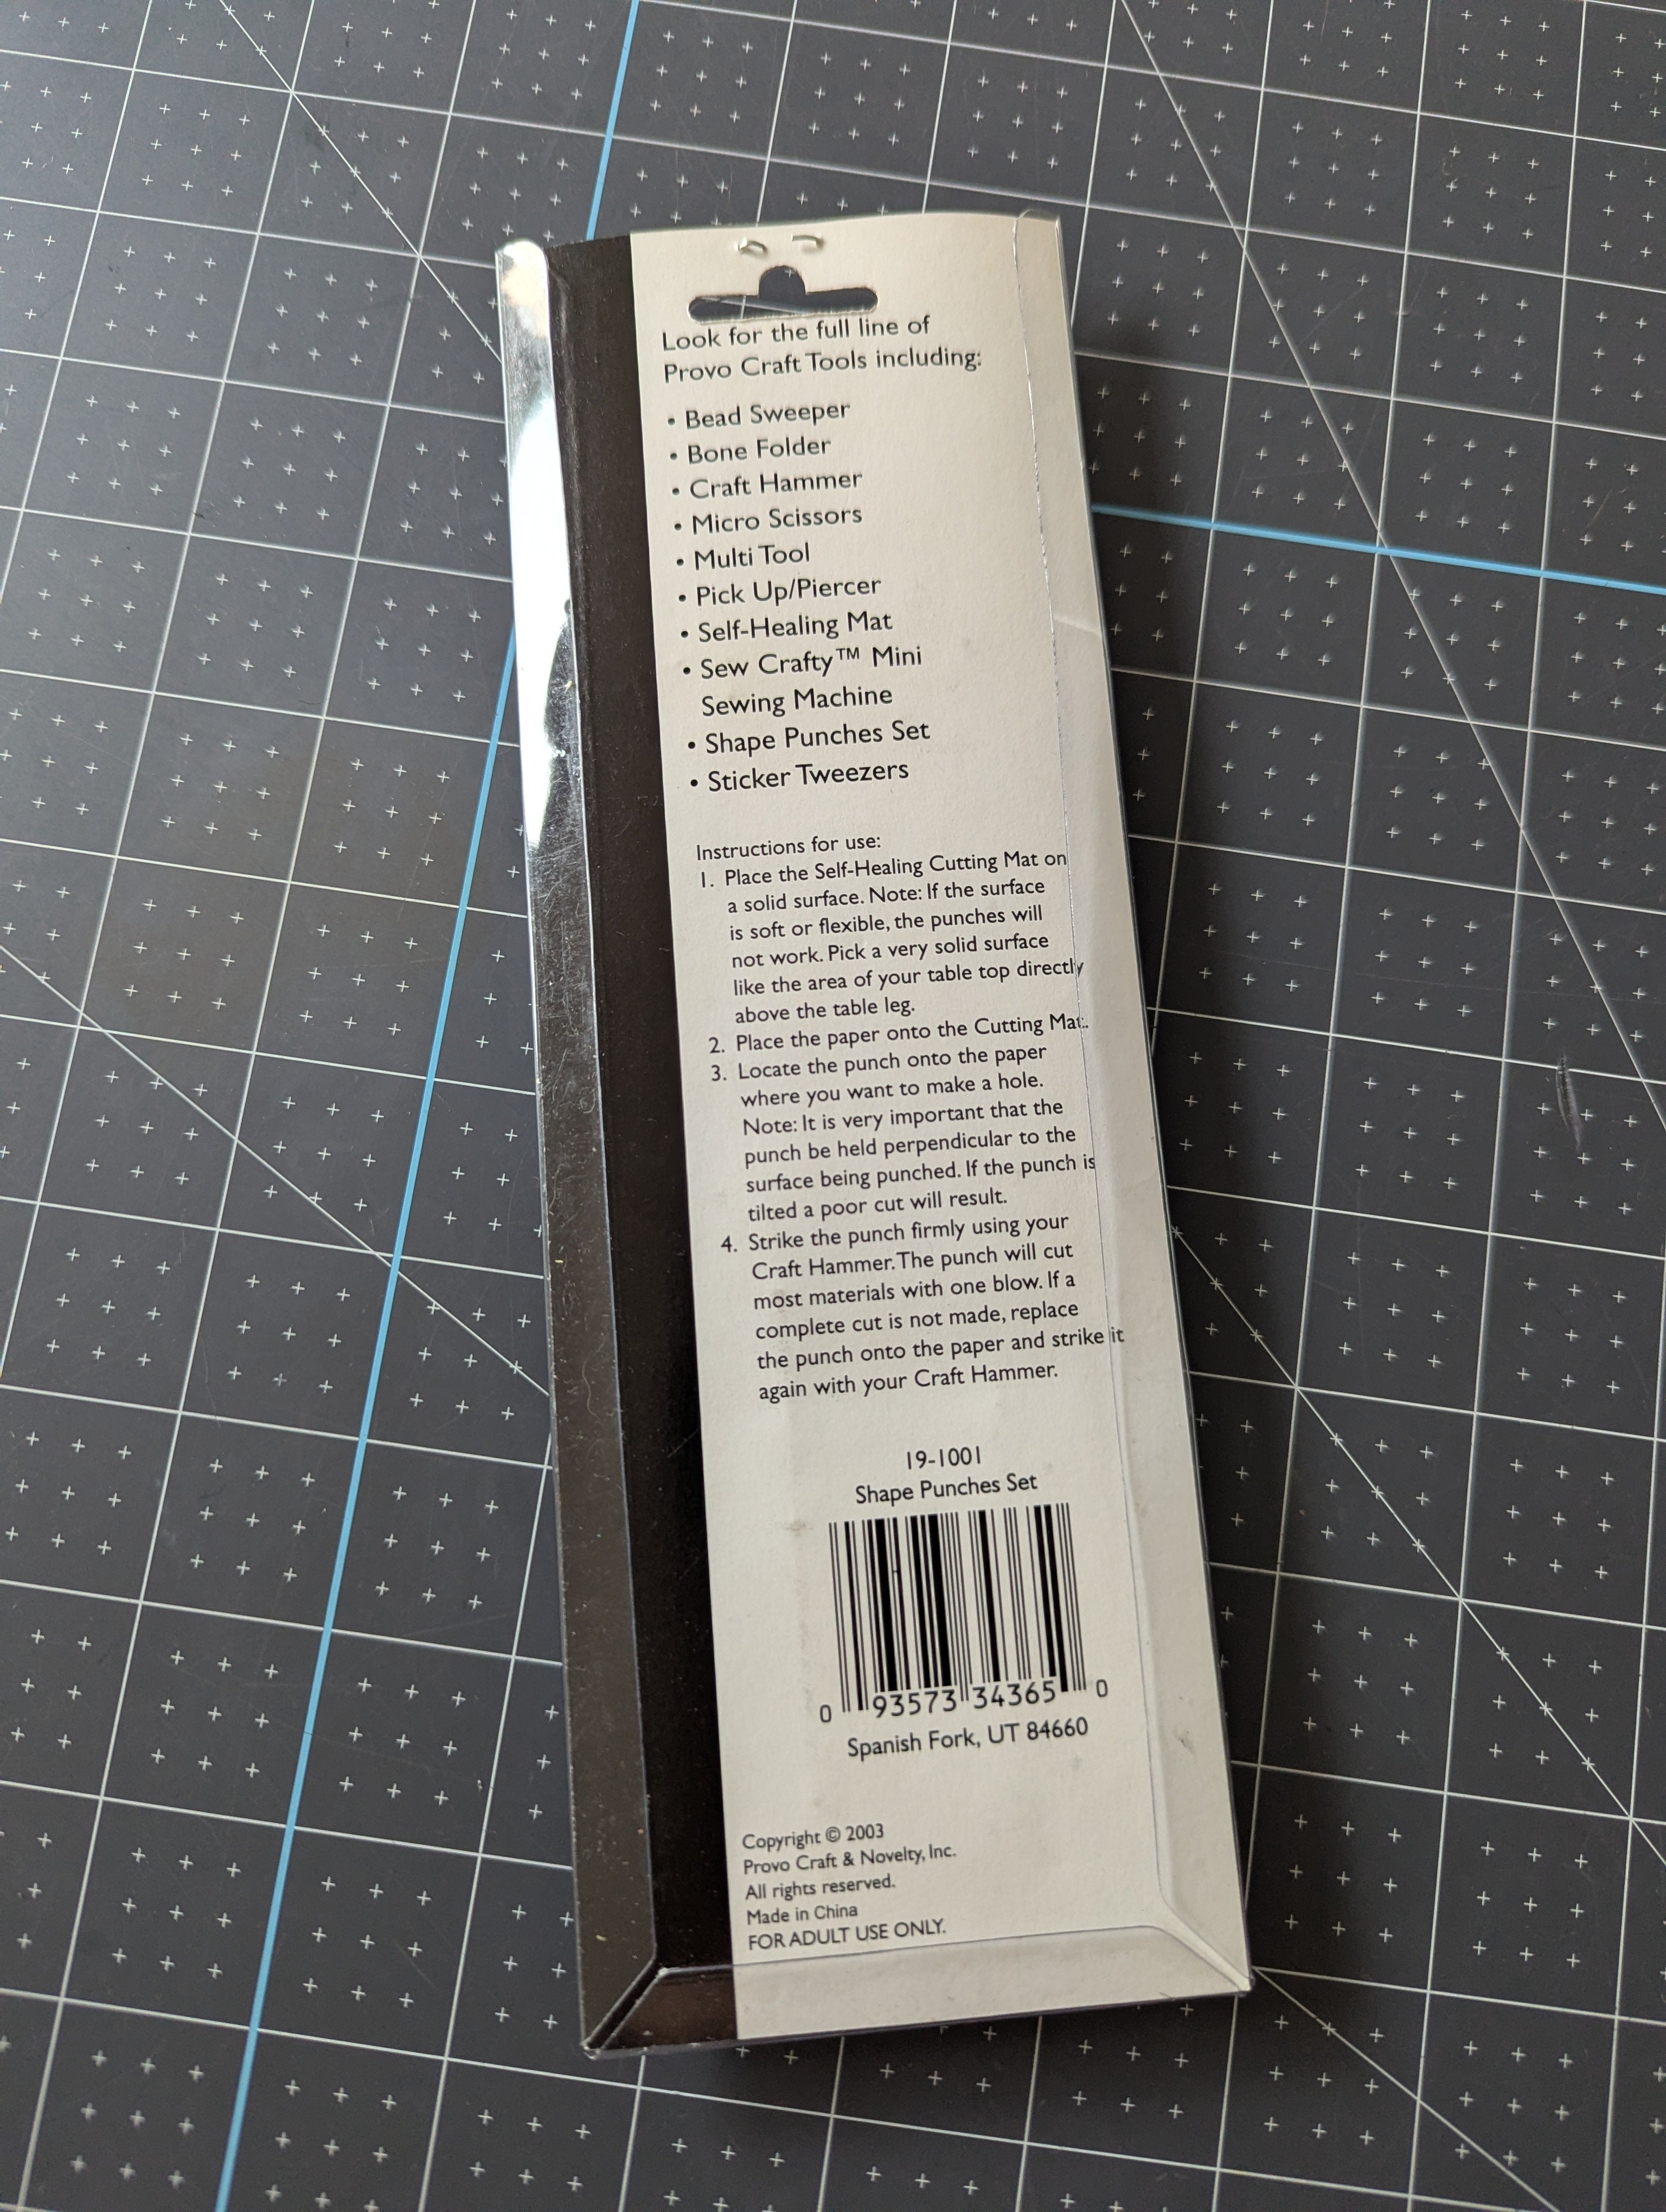 Look for the full line of
Provo Craft Tools including:
• Bead Sweeper
• Bone Folder
• Craft Hammer
• Micro Scissors
• Multi Tool
• Pick Up/Piercer
• Self-Healing Mat
• Sew Crafty™ Mini
Sewing Machine
• Shape Punches Set
• Sticker Tweezers
Instructions for use:
1. Place the Self-Healing Cutting Mat on
a solid surface. Note: If the surface
is soft or flexible, the punches will
not work. Pick a very solid surface
like the area of your table top directly
above the table leg.
2. Place the paper onto the Cutting Mat.
3. Locate the punch onto the paper
where you want to make a hole.
Note: It is very important that the
punch be held perpendicular to the
surface being punched. If the punch is
tilted a poor cut will result.
4. Strike the punch firmly using your
Craft Hammer. The punch will cut
most materials with one blow. If a
complete cut is not made, replace
the punch onto the paper and strike it
again with your Craft Hammer.
19-1001
Shape Punches Set
0 93573 34365 0
Spanish Fork, UT 84660
Copyright © 2003
Provo Craft & Novelty, Inc.
All rights reserved.
Made in China
FOR ADULT USE ONLY.